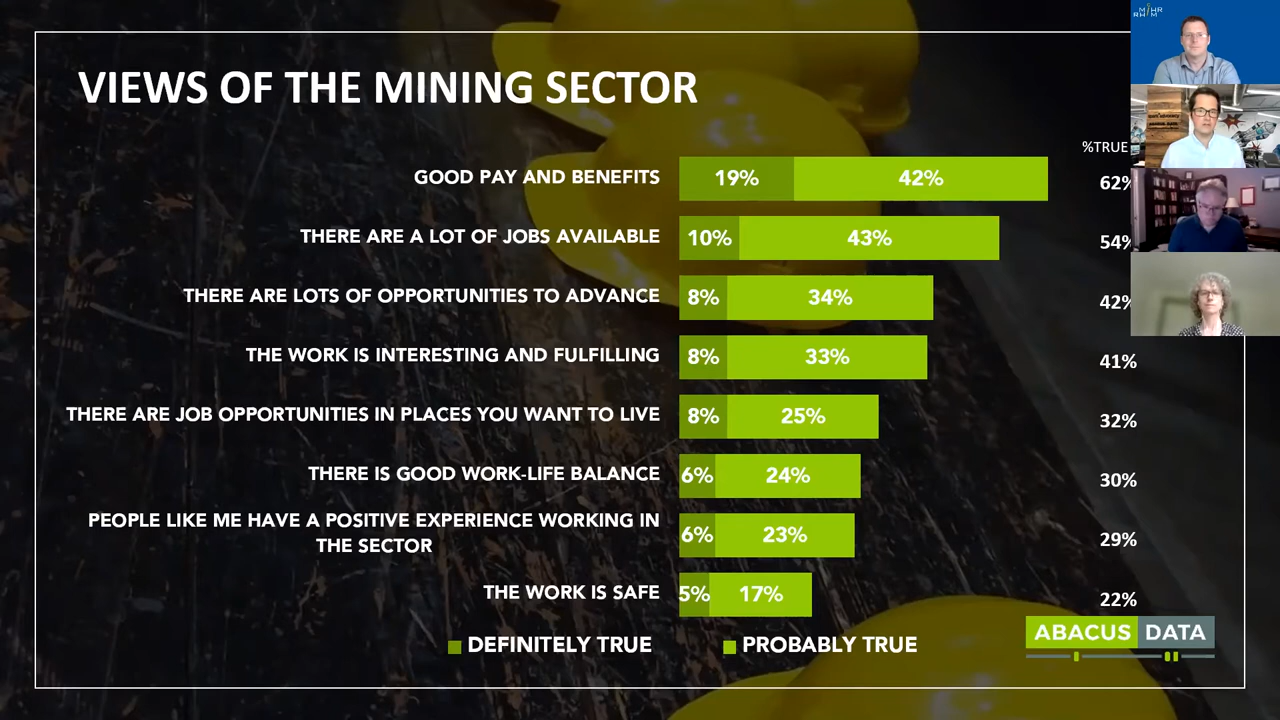 VIEWS OF THE MINING SECTOR
%TRUE
GOOD PAY AND BENEFITS 19% 42% 62%
THERE ARE A LOT OF JOBS AVAILABLE 10% 43% 54%
THERE ARE LOTS OF OPPORTUNITIES TO ADVANCE 8% 34% 42%
THE WORK IS INTERESTING AND FULFILLING 8% 33% 41%
THERE ARE JOB OPPORTUNITIES IN PLACES YOU WANT TO LIVE 8% 25% 32%
THERE IS GOOD WORK-LIFE BALANCE 6% 24% 30%
PEOPLE LIKE ME HAVE A POSITIVE EXPERIENCE WORKING IN
THE SECTOR 6% 23% 29%
THE WORK IS SAFE 5% 17% 22%
DEFINITELY TRUE PROBABLY TRUE
ABACUS DATA
MIHR
RHIM